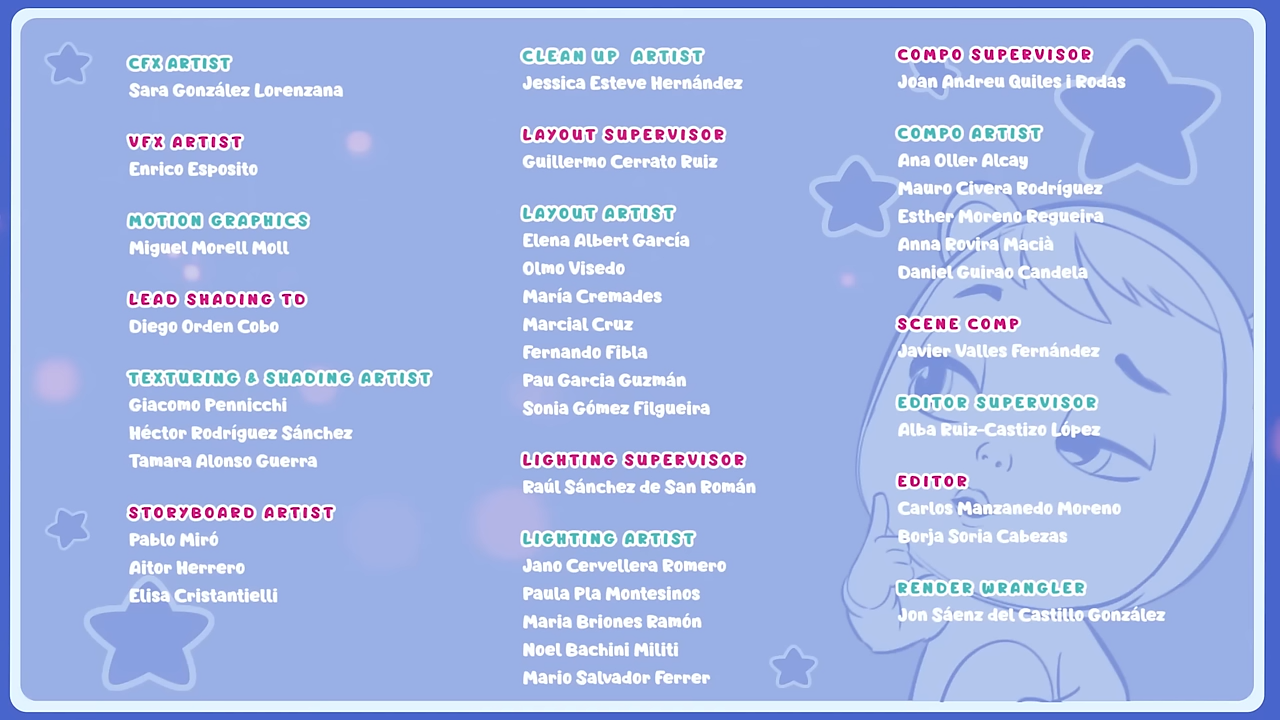 CFX ARTIST
Sara González Lorenzana
VFX ARTIST
Enrico Esposito
MOTION GRAPHICS
Miguel Morell Moll
LEAD SHADING TD
Diego Orden Cobo
TEXTURING & SHADING ARTIST
Giacomo Pennicchi
Héctor Rodríguez Sánchez
Tamara Alonso Guerra
STORYBOARD ARTIST
Pablo Miró
Aitor Herrero
Elisa Cristantielli
CLEAN UP ARTIST
Jessica Esteve Hernández
LAYOUT SUPERVISOR
Guillermo Cerrato Ruiz
LAYOUT ARTIST
Elena Albert García
Olmo Visedo
María Cremades
Marcial Cruz
Fernando Fibla
Pau Garcia Guzmán
Sonia Gómez Filgueira
LIGHTING SUPERVISOR
Raúl Sánchez de San Román
LIGHTING ARTIST
Jano Cervellera Romero
Paula Pla Montesinos
Maria Briones Ramón
Noel Bachini Militi
Mario Salvador Ferrer
COMPO SUPERVISOR
Joan Andreu Quiles i Rodas
COMPO ARTIST
Ana Oller Alcay
Mauro Civera Rodríguez
Esther Moreno Regueira
Anna Rovira Macià
Daniel Guirao Candela
SCENE COMP
Javier Valles Fernández
EDITOR SUPERVISOR
Alba Ruiz-Castizo López
EDITOR
Carlos Manzanedo Moreno
Borja Soria Cabezas
RENDER WRANGLER
Jon Sáenz del Castillo González